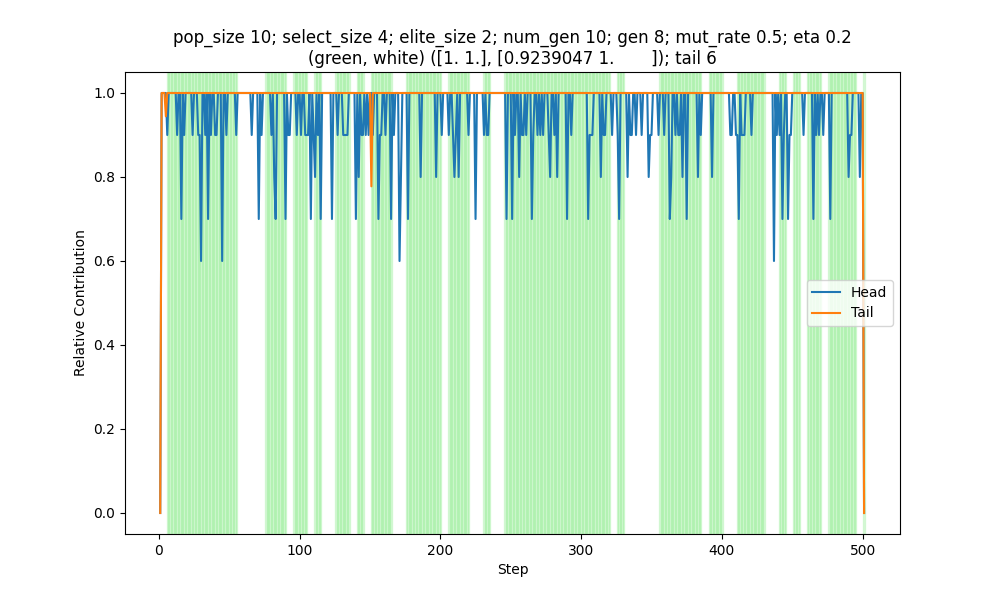 pop_size 10; select_size 4; elite_size 2; num_gen 10; gen 8; mut_rate 0.5; eta 0.2
(green, white) ([1. 1.], [0.9239047 1.        ]); tail 6
1.0
0.8
0.6
0.4
0.2
0.0
Relative Contribution
Head
Tail
0
100
200
300
400
500
Step